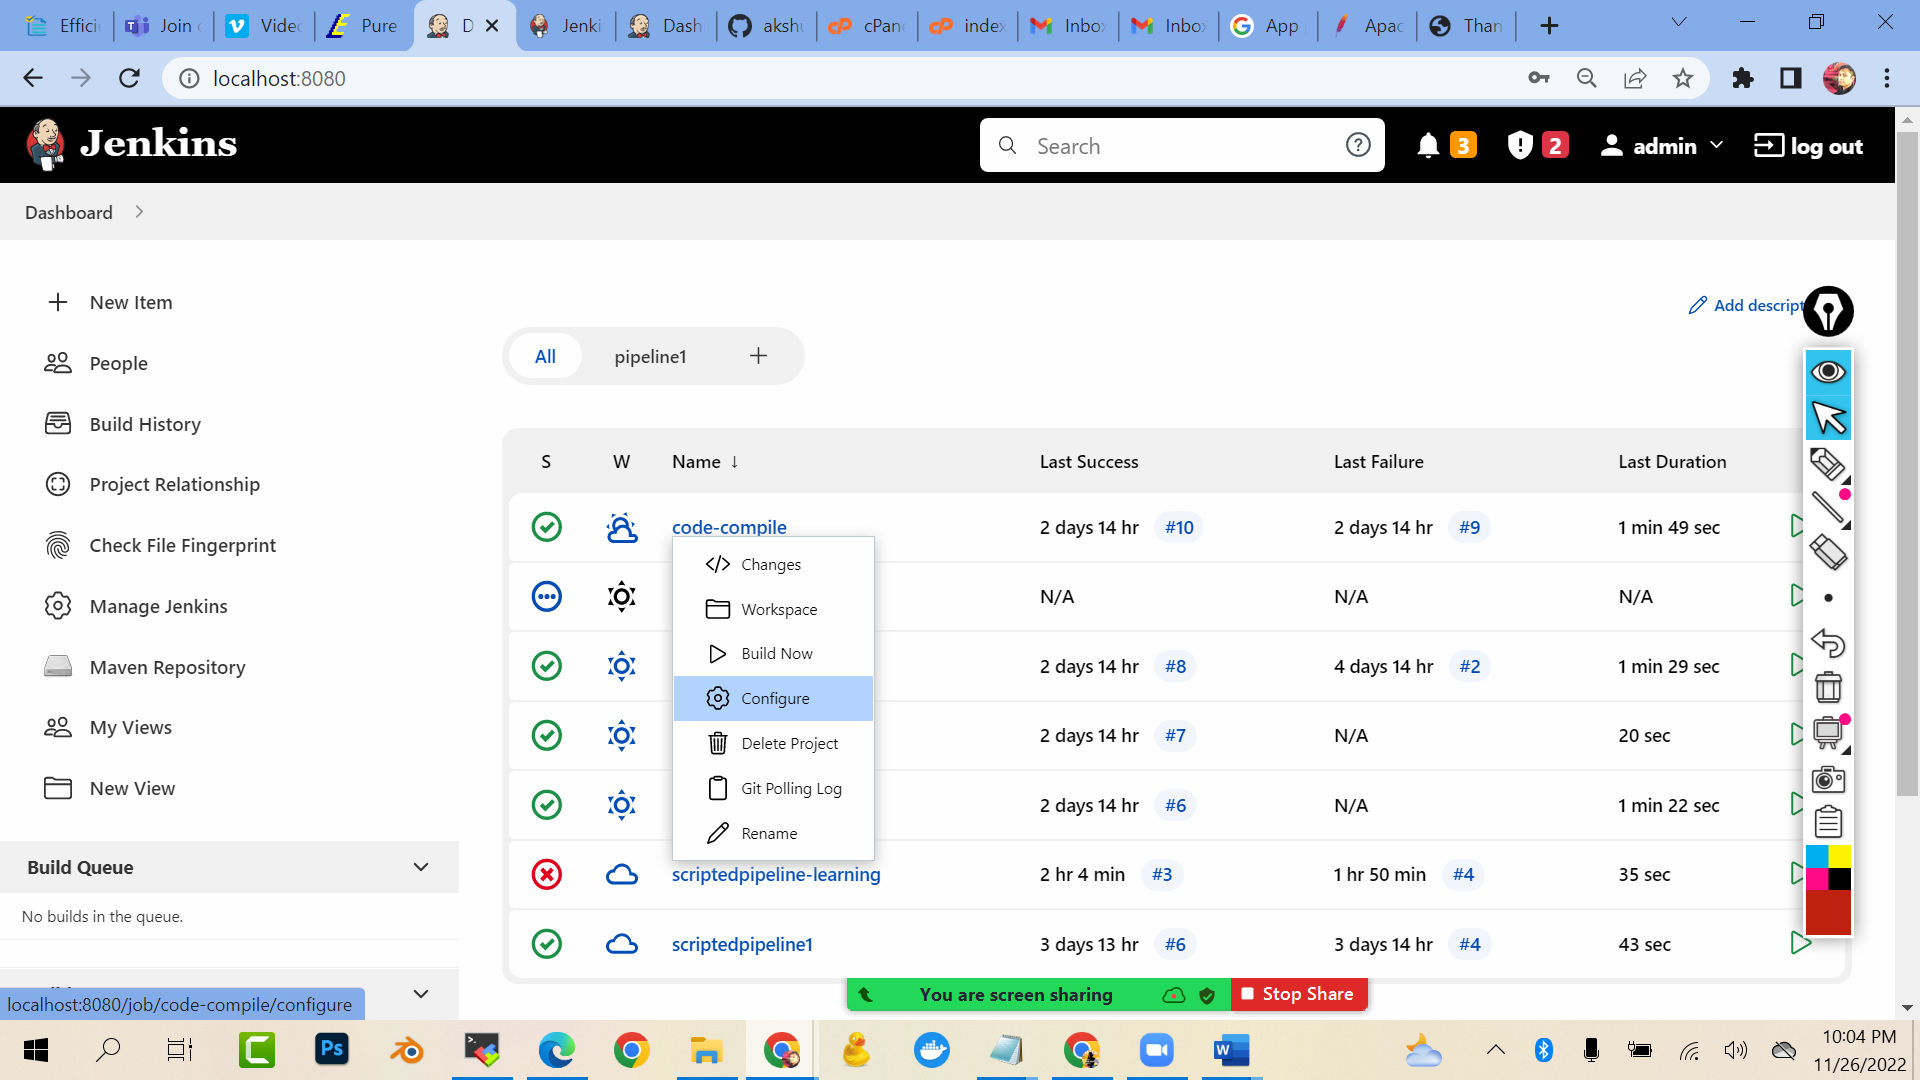 Effici
Join
Video
Pure
D
Jenki
Dash
akshu
cPan
index
Inbox
Inbox
App
Apac
Than
localhost:8080
Jenkins
Search
3
2
admin
log out
Dashboard
New Item
People
Build History
Project Relationship
Check File Fingerprint
Manage Jenkins
Maven Repository
My Views
New View
Build Queue
No builds in the queue.
localhost:8080/job/code-compile/configure
Add descript
All pipeline1 +
S W Name ↓ Last Success Last Failure Last Duration
code-compile 2 days 14 hr #10 2 days 14 hr #9 1 min 49 sec
N/A N/A N/A
2 days 14 hr #8 4 days 14 hr #2 1 min 29 sec
2 days 14 hr #7 N/A 20 sec
2 days 14 hr #6 N/A 1 min 22 sec
scriptedpipeline-learning 2 hr 4 min #3 1 hr 50 min #4 35 sec
scriptedpipeline1 3 days 13 hr #6 3 days 14 hr #4 43 sec
Changes
Workspace
Build Now
Configure
Delete Project
Git Polling Log
Rename
You are screen sharing
Stop Share
Ps
W
10:04 PM
11/26/2022